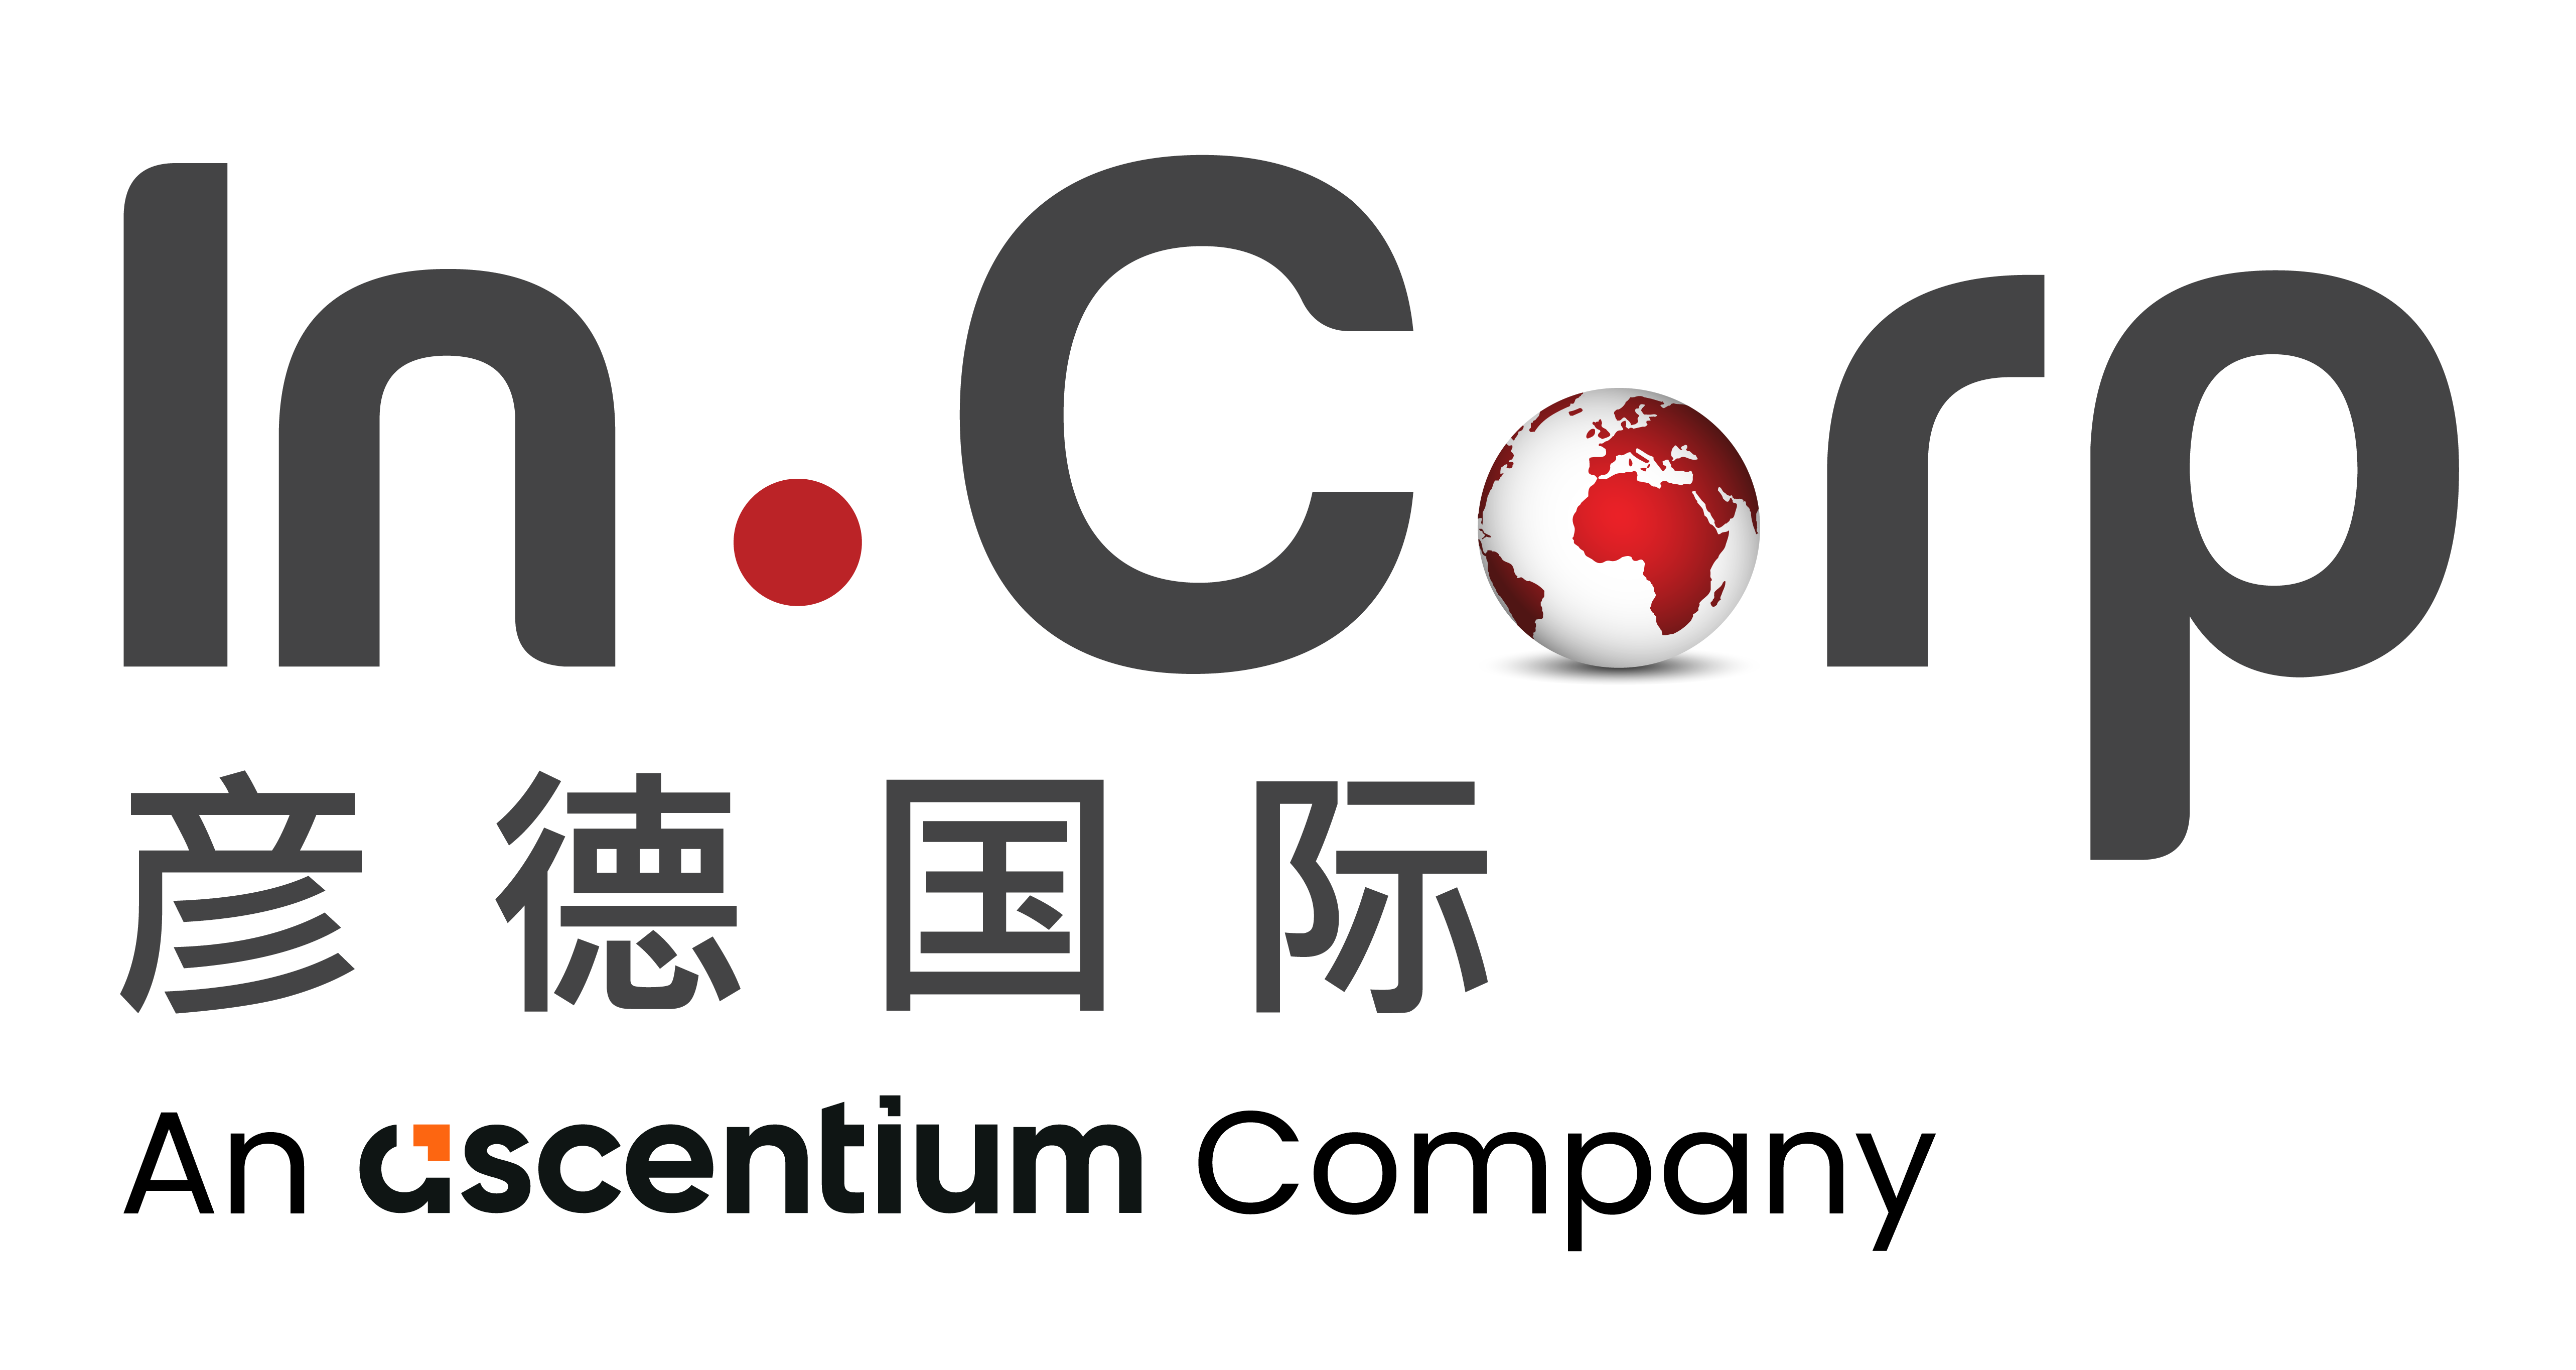 In.Corp
彦德国际
An ascentium Company